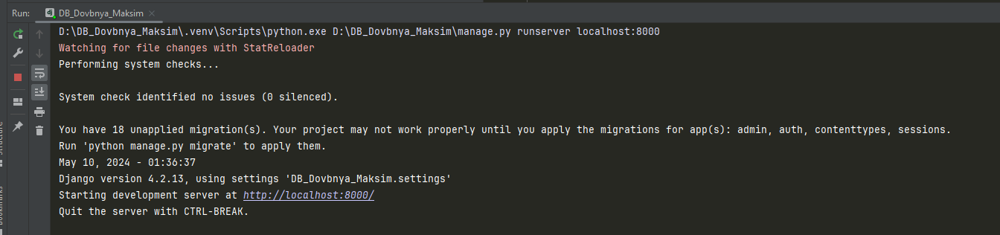 Run: DB_Dovbnya_Maksim
D:\DB_Dovbnya_Maksim\.venv\Scripts\python.exe D:\DB_Dovbnya_Maksim\manage.py runserver localhost:8000
Watching for file changes with StatReloader
Performing system checks...
System check identified no issues (0 silenced).
You have 18 unapplied migration(s). Your project may not work properly until you apply the migrations for app(s): admin, auth, contenttypes, sessions.
Run 'python manage.py migrate' to apply them.
May 10, 2024 - 01:36:37
Django version 4.2.13, using settings 'DB_Dovbnya_Maksim.settings'
Starting development server at http://localhost:8000/
Quit the server with CTRL-BREAK.